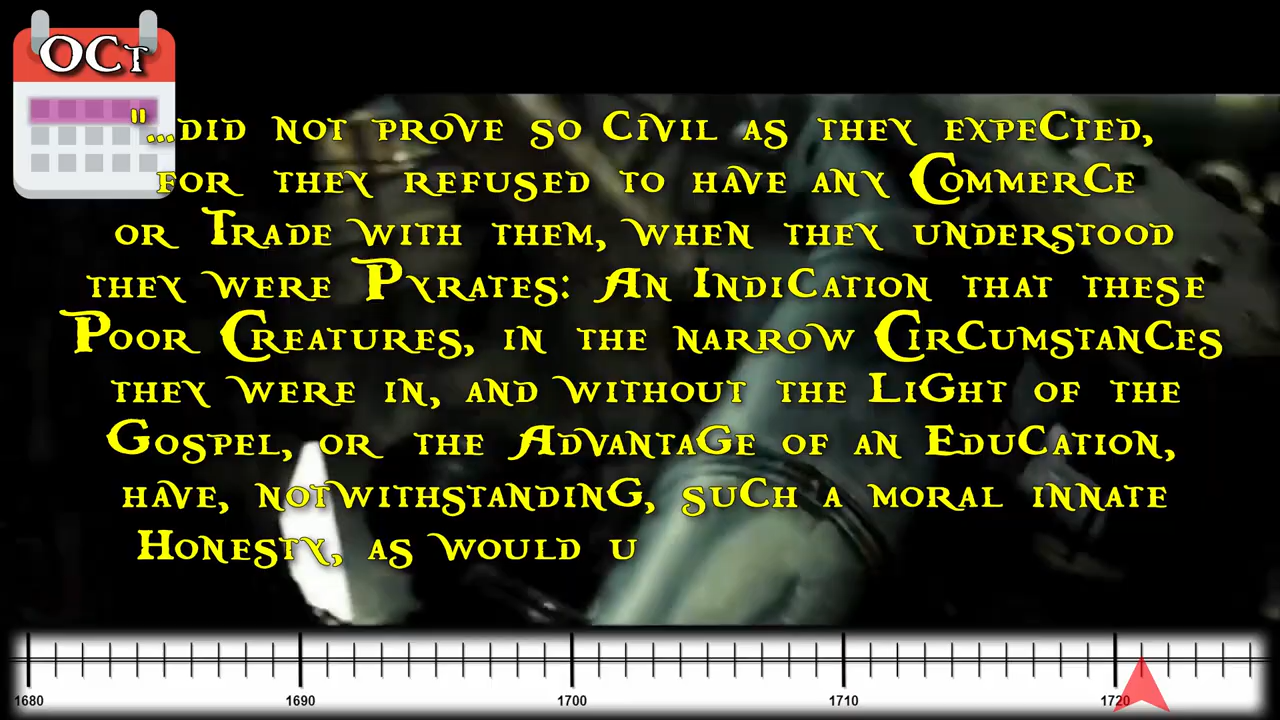 OCT
"...did not prove so Civil as they expected,
for they refused to have any Commerce
or Trade with them, when they understood
they were Pyrates: An Indication that these
Poor Creatures, in the narrow Circumstances
they were in, and without the Light of the
Gospel, or the Advantage of an Education,
have, notwithstanding, such a moral innate
Honesty, as would u
1680 1690 1700 1710 1720